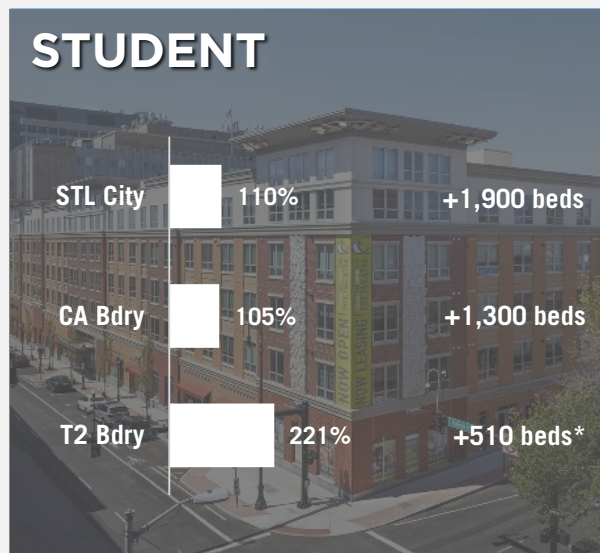 STUDENT
STL City 110% +1,900 beds
CA Bdry 105% +1,300 beds
T2 Bdry 221% +510 beds*
NOW OPEN
NOW LEASING